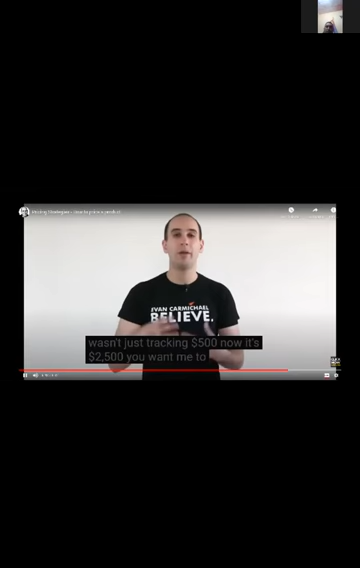 EVAN CARMICHAEL
BELIEVE.
wasn't just tracking $500 now it's
$2,500 you want me to